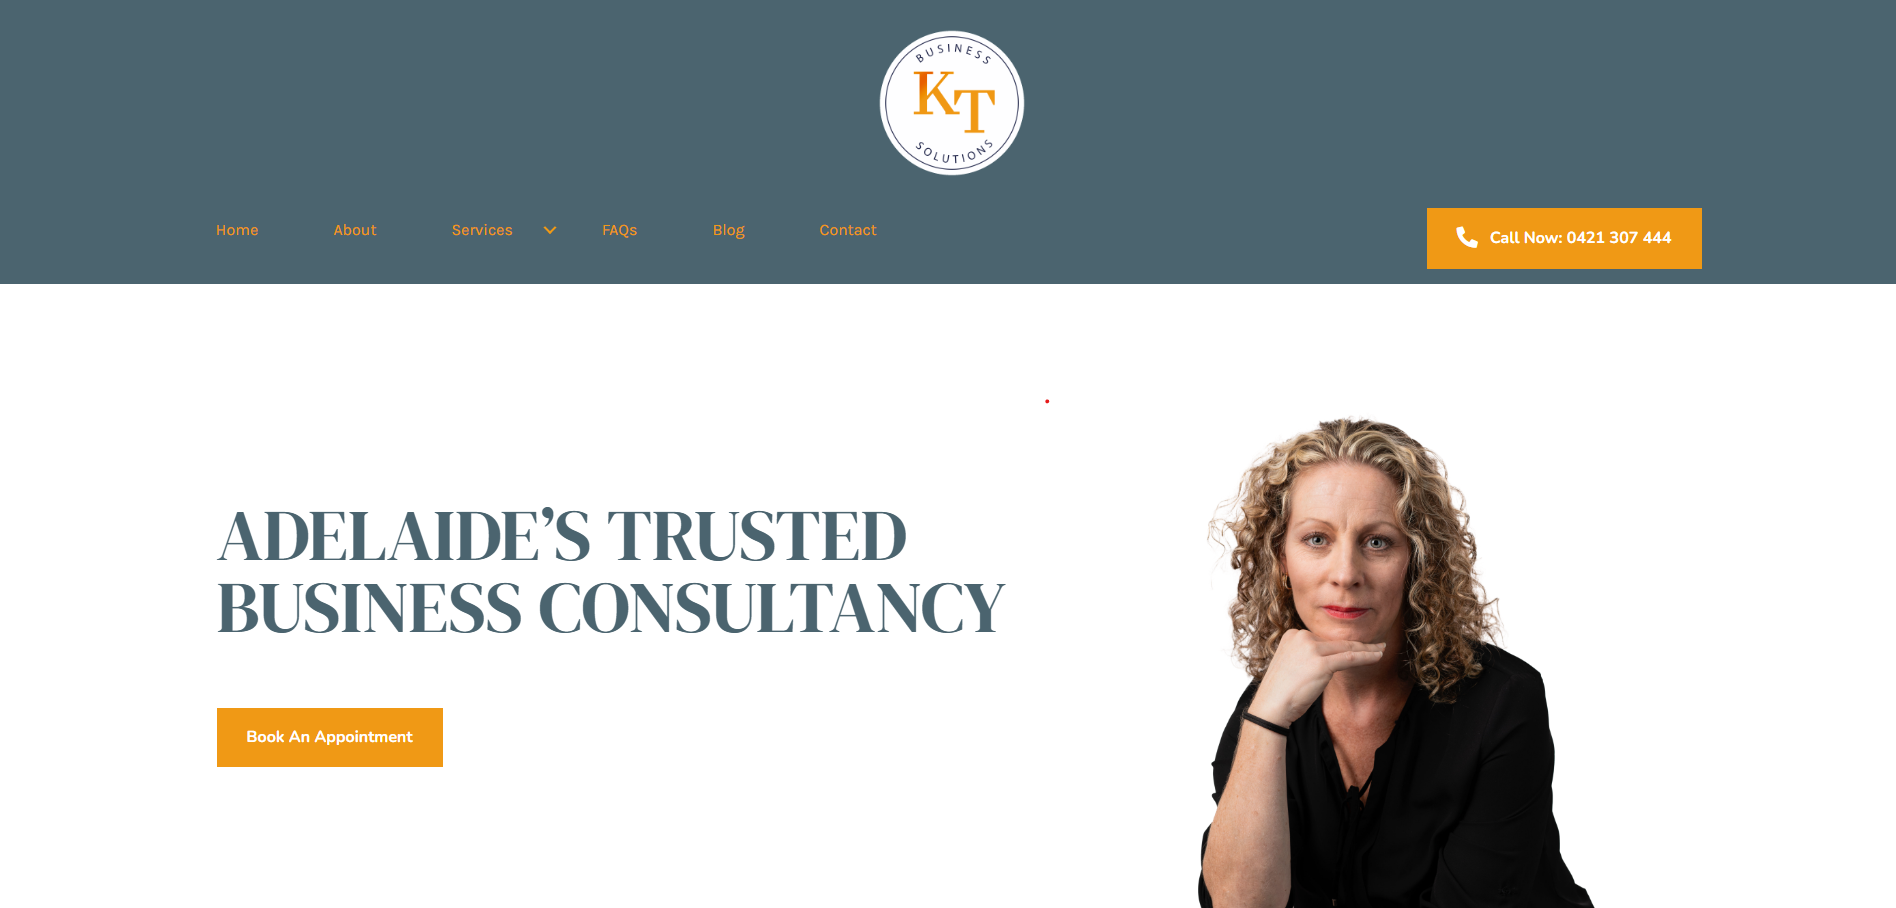 BUSINESS
KT
SOLUTIONS
Home About Services FAQs Blog Contact
Call Now: 0421 307 444
ADELAIDE’S TRUSTED
BUSINESS CONSULTANCY
Book An Appointment